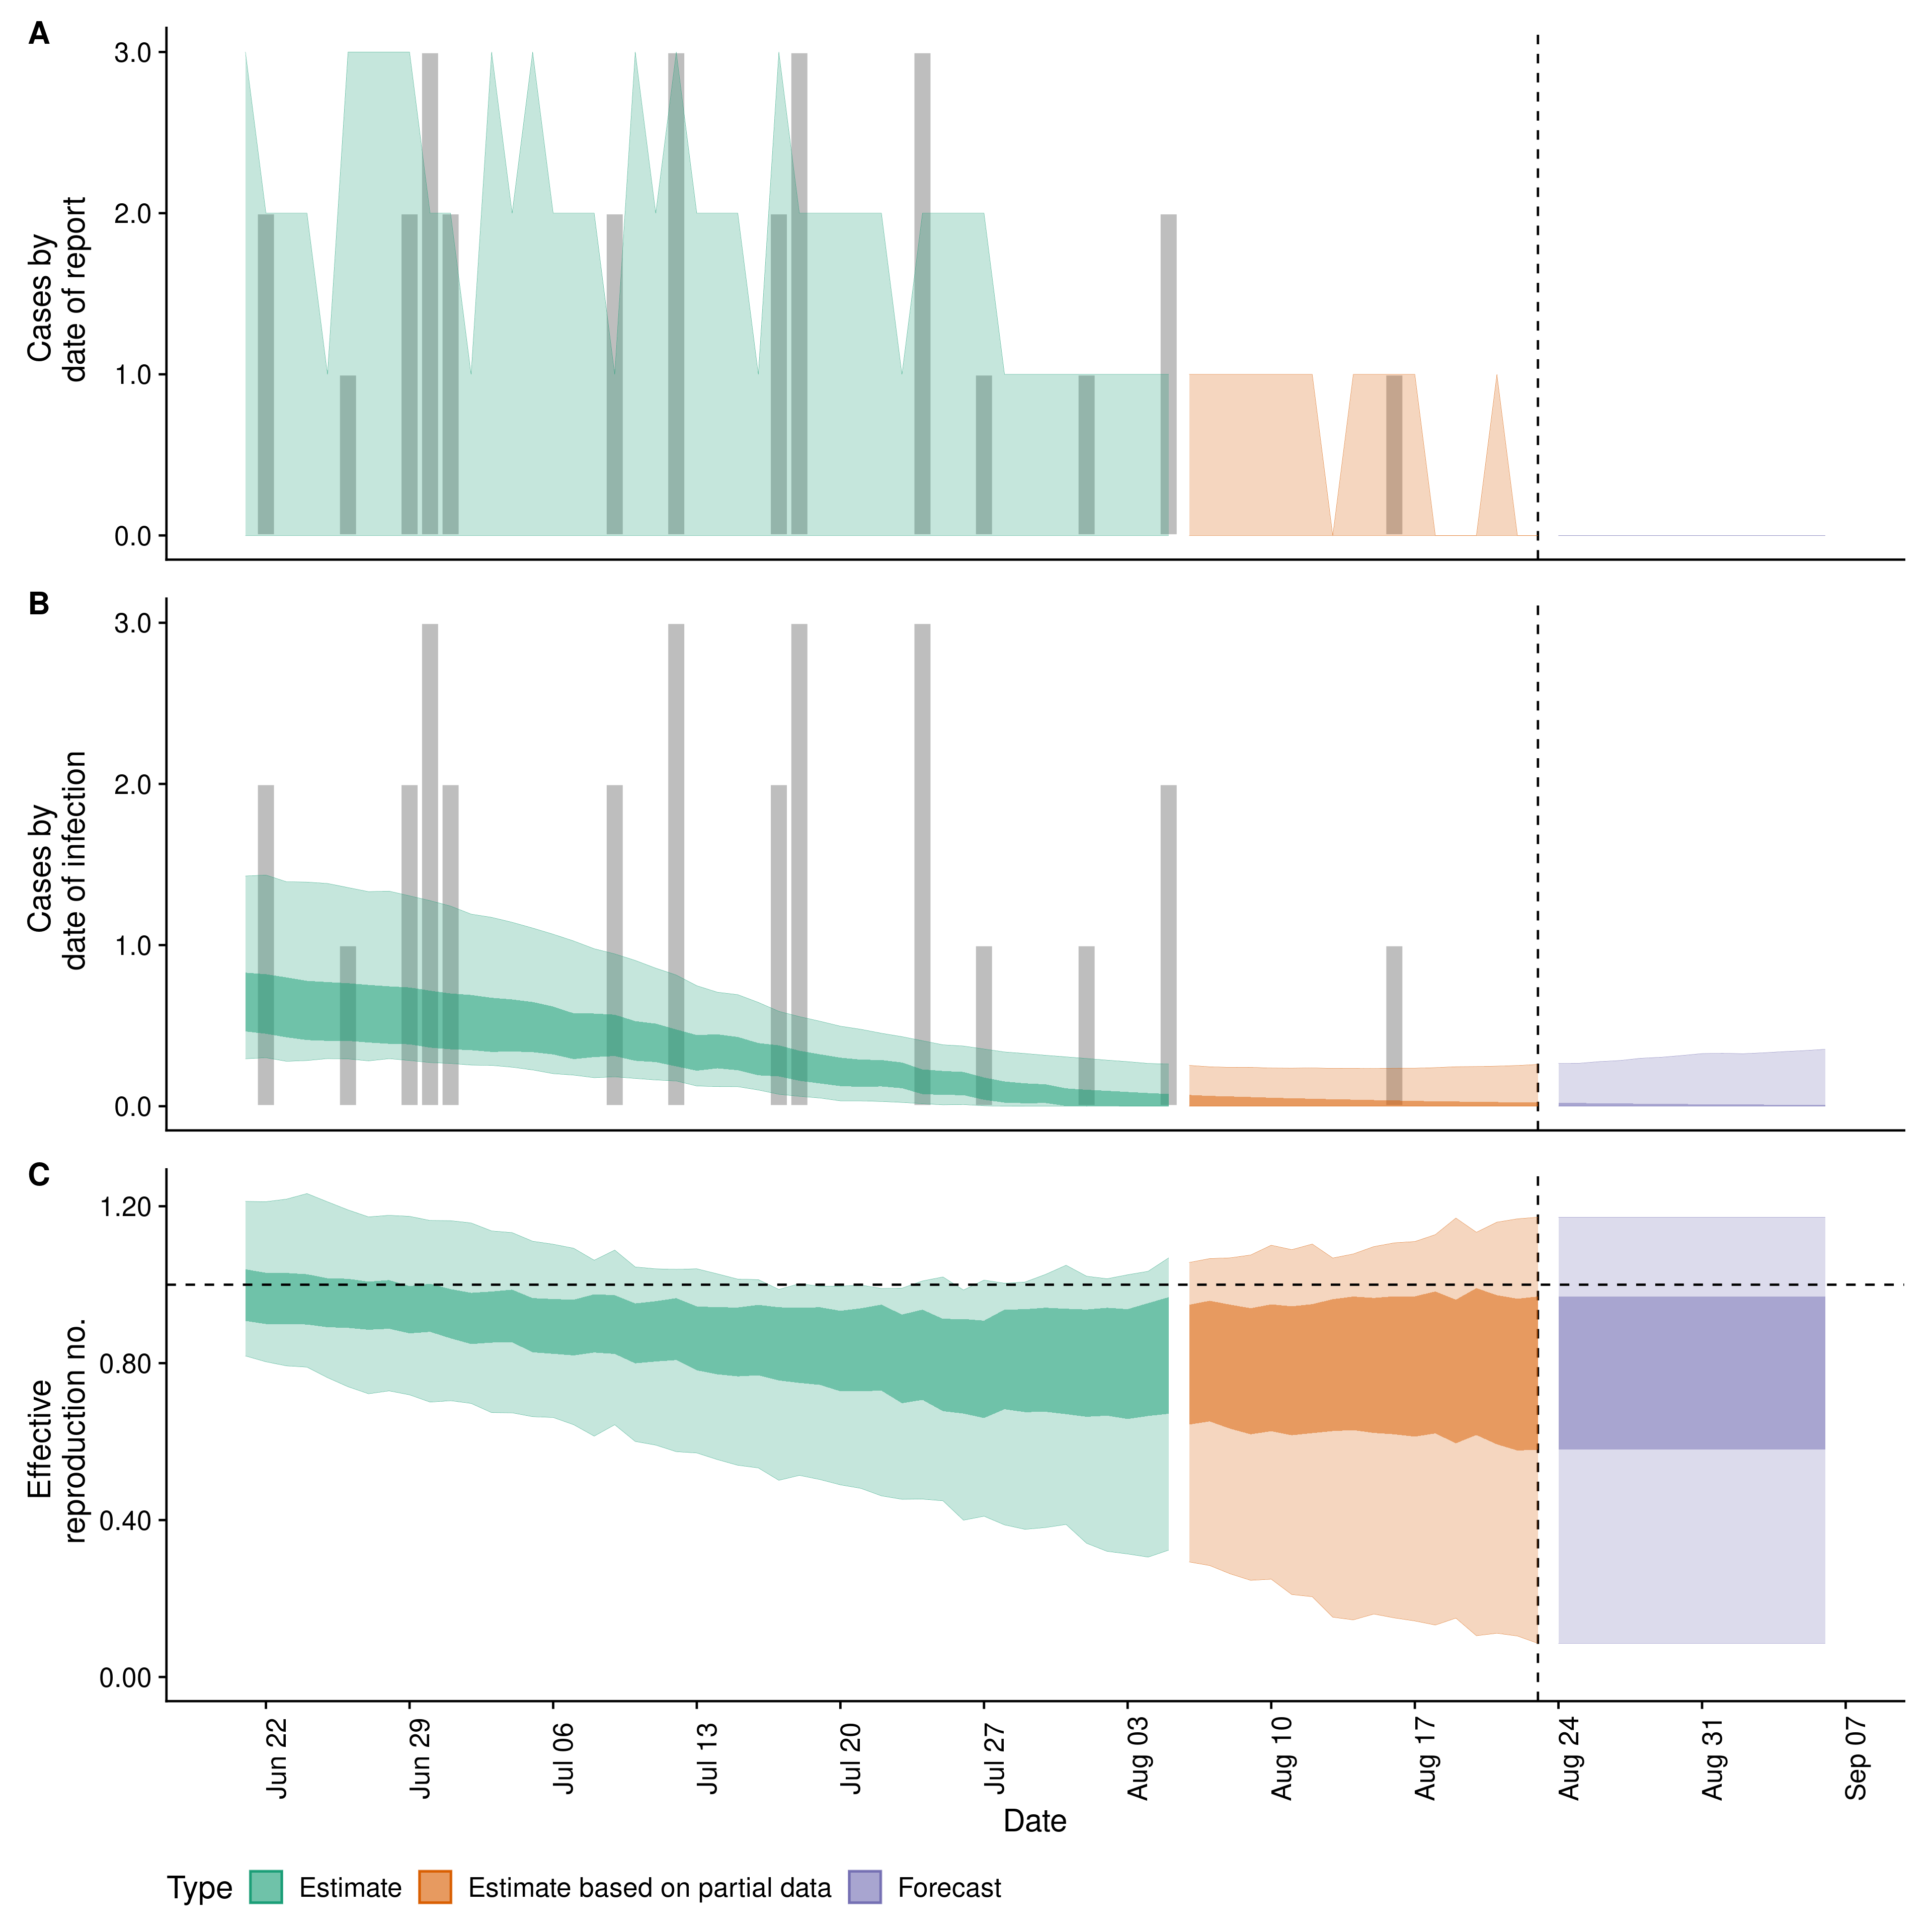 A
Cases by
date of report
3.0
2.0
1.0
0.0
B
Cases by
date of infection
3.0
2.0
1.0
0.0
C
Effective
reproduction no.
1.20
0.80
0.40
0.00
Jun 22
Jun 29
Jul 06
Jul 13
Jul 20
Jul 27
Aug 03
Aug 10
Aug 17
Aug 24
Aug 31
Sep 07
Date
Type Estimate Estimate based on partial data Forecast